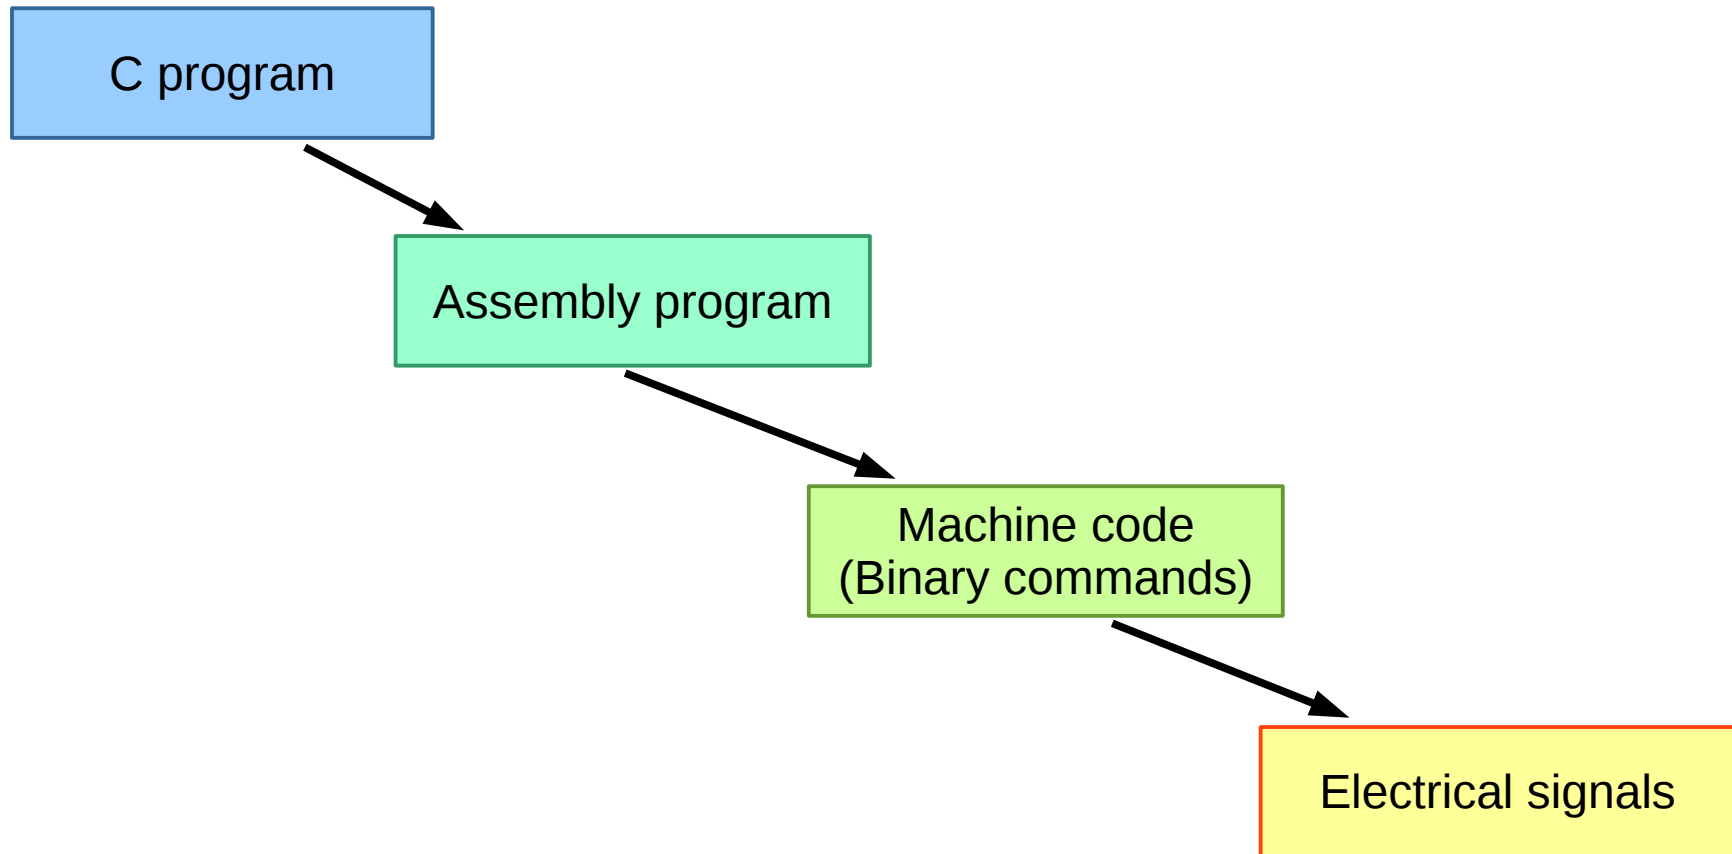 C program
Assembly program
Machine code
(Binary commands)
Electrical signals